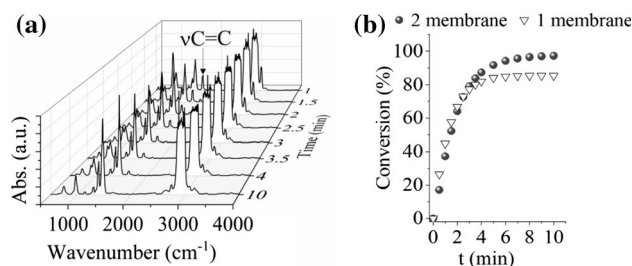 (a)
νC=C
Abs. (a.u.)
1
1.5
2
2.5
3
3.5
4
10
Time (min)
1000 2000 3000 4000
Wavenumber (cm-1)
(b)
2 membrane 1 membrane
100
80
60
40
20
0
Conversion (%)
0 2 4 6 8 10
t (min)